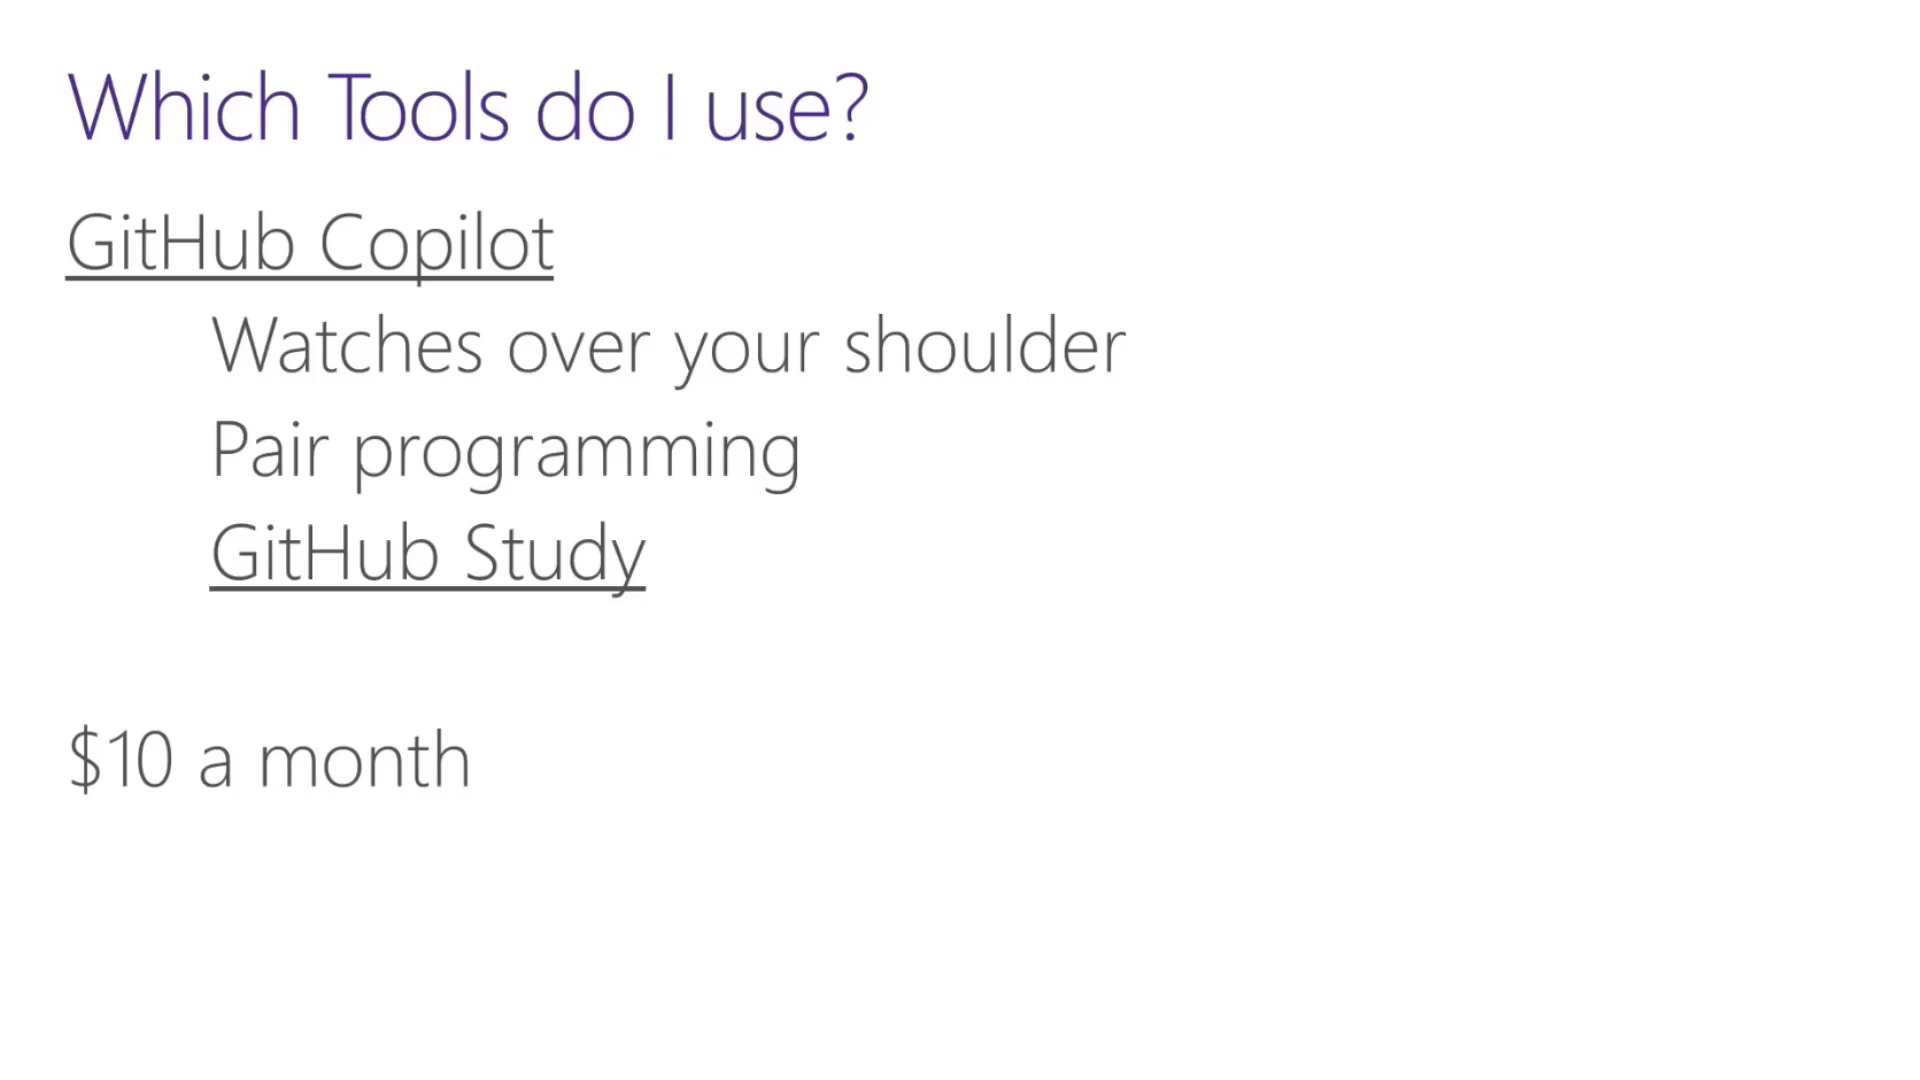 Which Tools do I use?
GitHub Copilot
Watches over your shoulder
Pair programming
GitHub Study
$10 a month